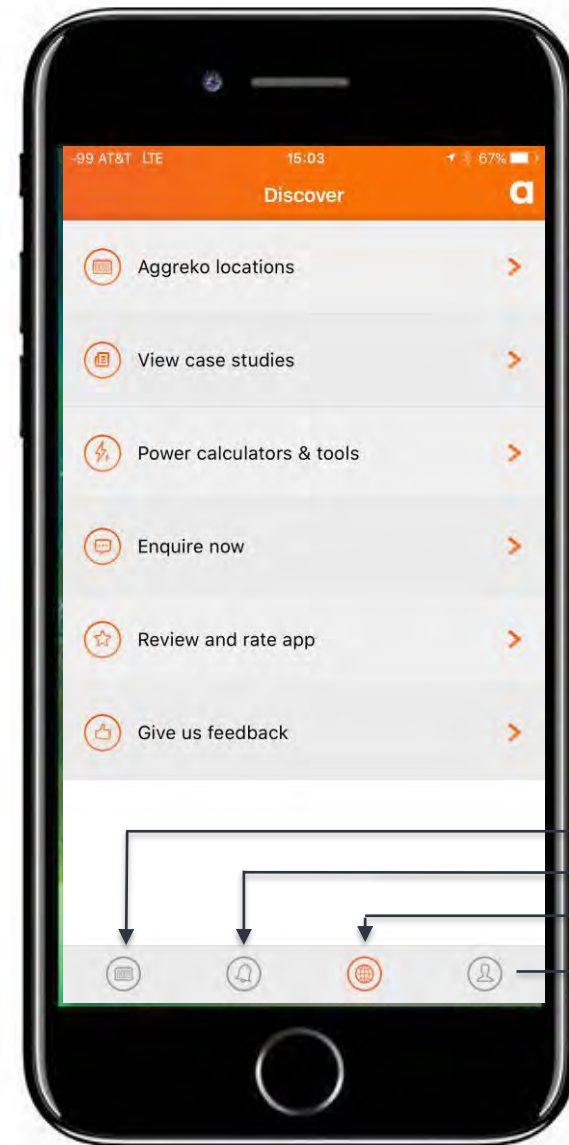 -99 AT&T LTE 15:03 67%
Discover a
Aggreko locations
View case studies
Power calculators & tools
Enquire now
Review and rate app
Give us feedback